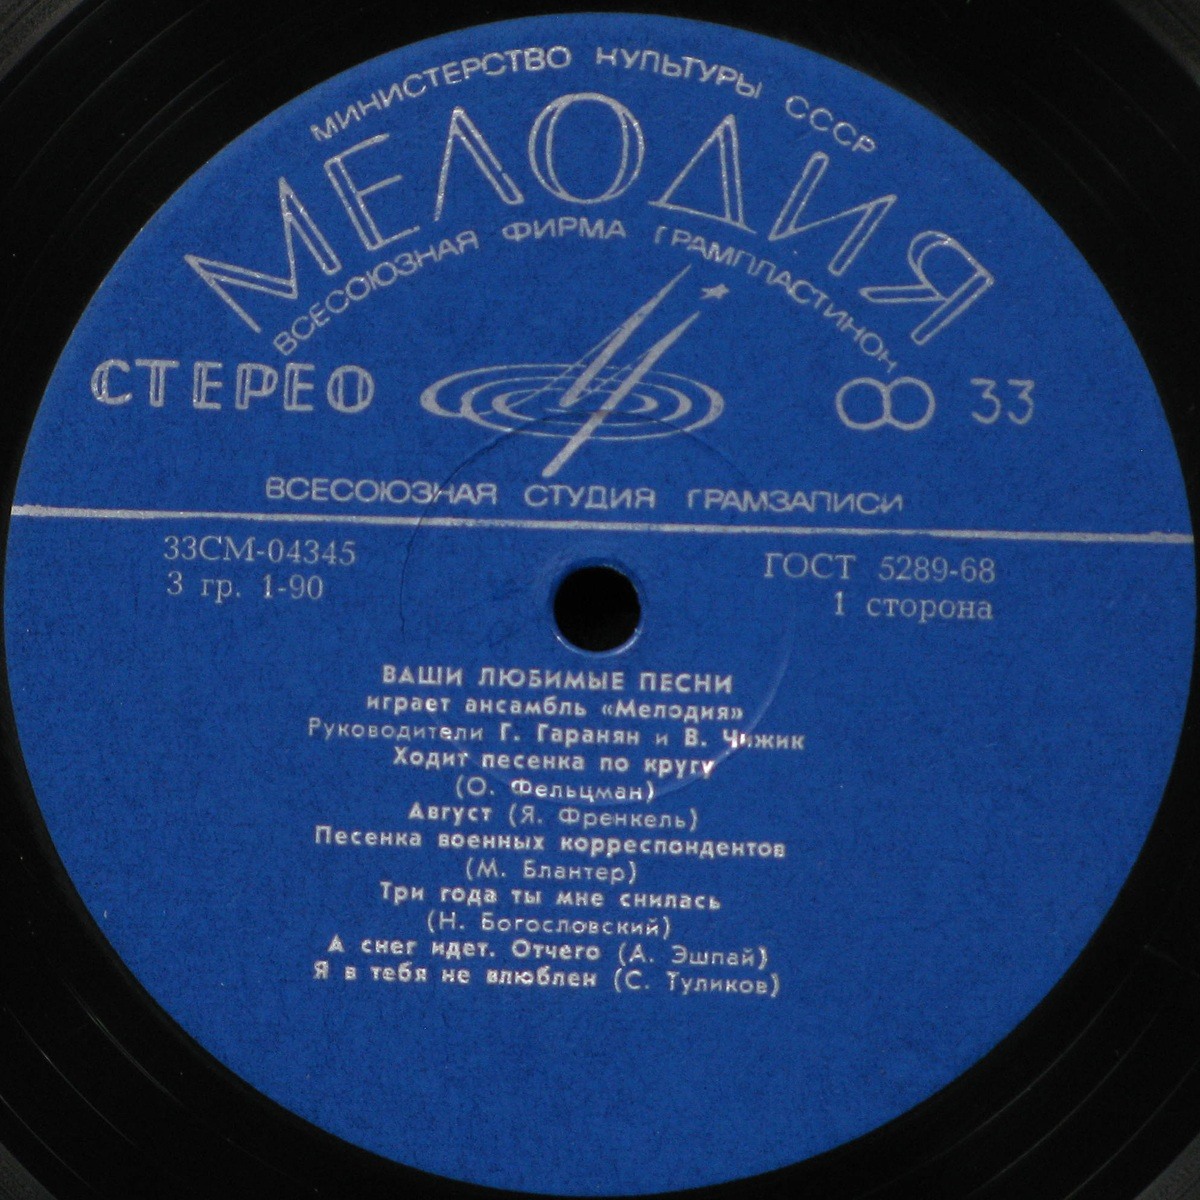 МИНИСТЕРСТВО КУЛЬТУРЫ СССР
МЕЛОДИЯ
ВСЕСОЮЗНАЯ ФИРМА ГРАМПЛАСТИНОК
СТЕРЕО
33
ВСЕСОЮЗНАЯ СТУДИЯ ГРАМЗАПИСИ
33СМ-04345
ГОСТ 5289-68
3 гр. 1-90
1 сторона
ВАШИ ЛЮБИМЫЕ ПЕСНИ
играет ансамбль «Мелодия»
Руководители Г. Гаранян и В. Чижик
Ходит песенка по кругу
(О. Фельцман)
Август (Я. Френкель)
Песенка военных корреспондентов
(М. Блантер)
Три года ты мне снилась
(Н. Богословский)
А снег идет. Отчего (А. Эшпай)
Я в тебя не влюблен (С. Туликов)